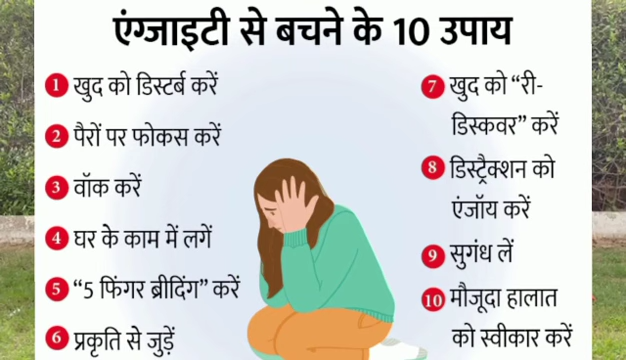 एंग्जाइटी से बचने के 10 उपाय
1 खुद को डिस्टर्ब करें
2 पैरों पर फोकस करें
3 वॉक करें
4 घर के काम में लगें
5 “5 फिंगर ब्रीदिंग” करें
6 प्रकृति से जुड़ें
7 खुद को “री-
डिस्कवर” करें
8 डिस्ट्रैक्शन को
एंजॉय करें
9 सुगंध लें
10 मौजूदा हालात
को स्वीकार करें